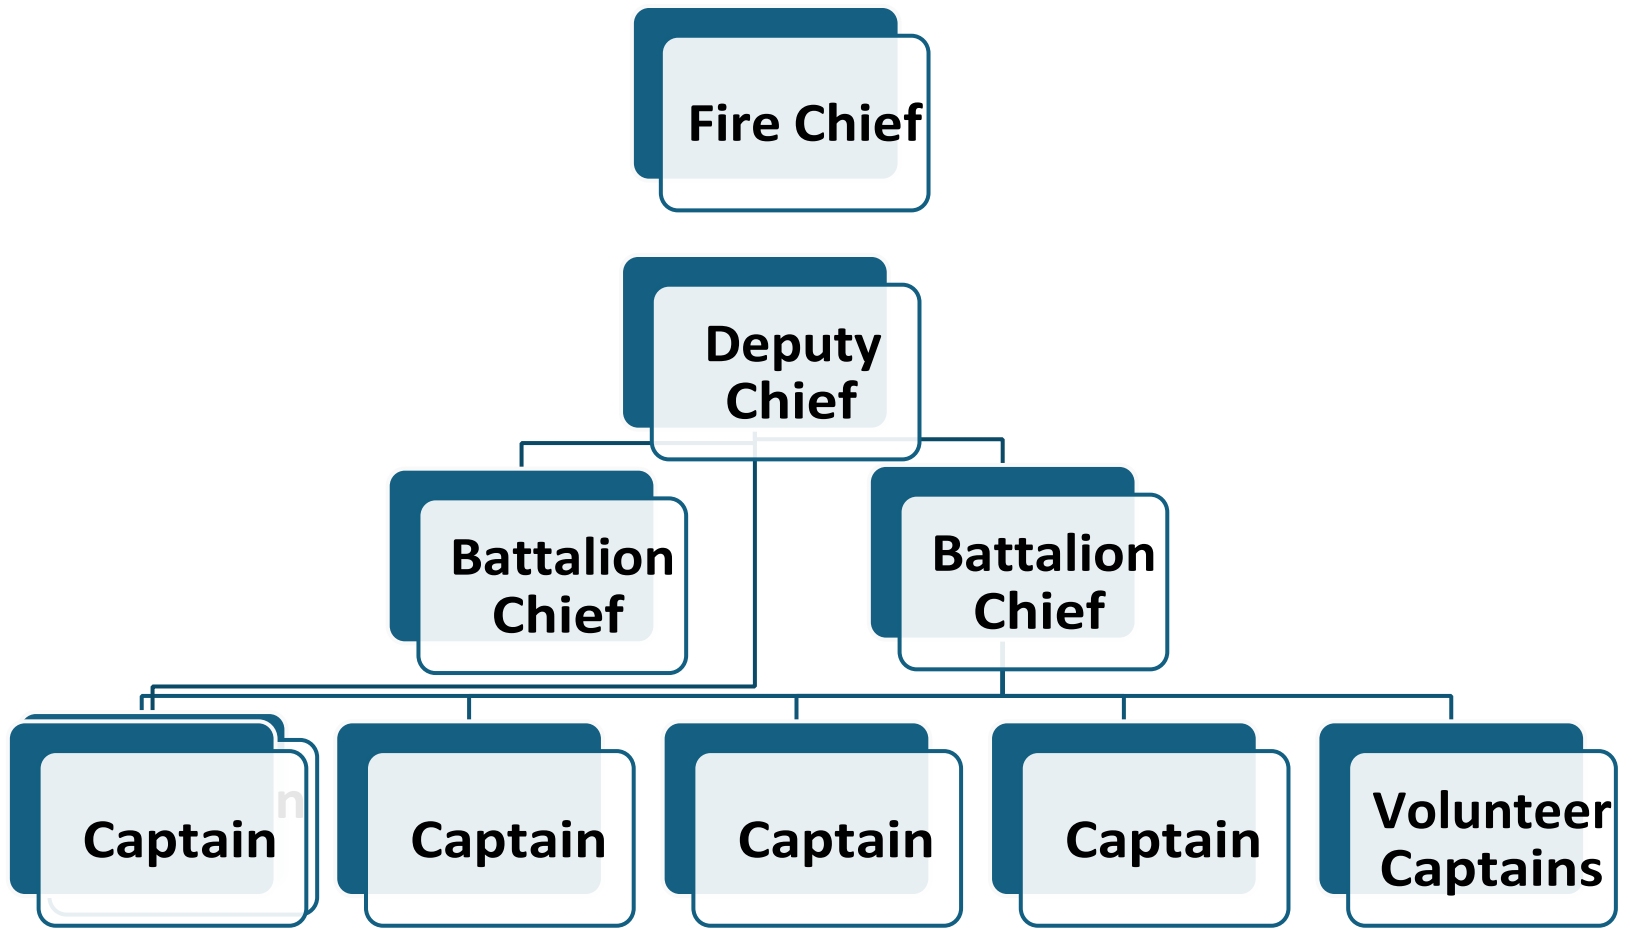 Fire Chief
Deputy
Chief
Battalion
Chief
Battalion
Chief
Captain
Captain
Captain
Captain
Volunteer
Captains